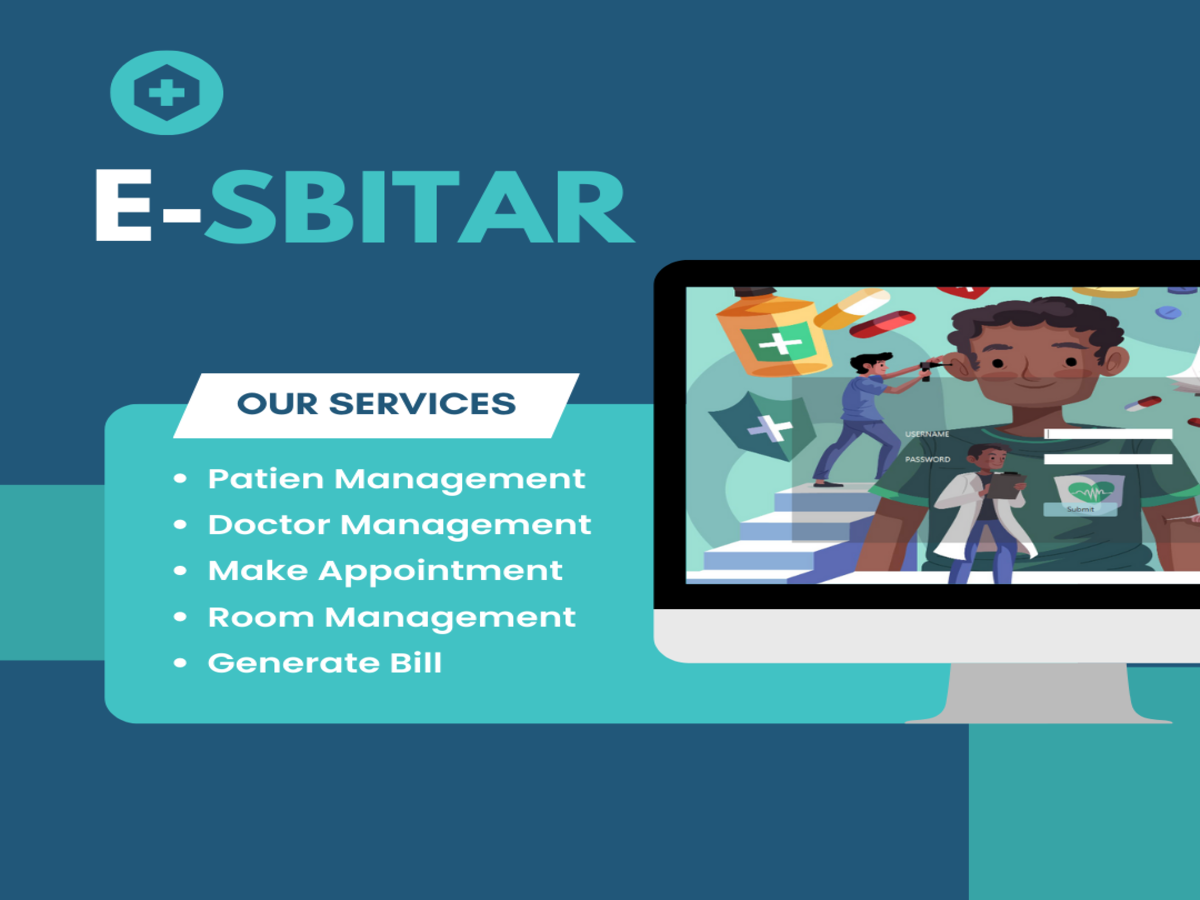 E-SBITAR
OUR SERVICES
• Patien Management
• Doctor Management
• Make Appointment
• Room Management
• Generate Bill
USERNAME
PASSWORD
Submit